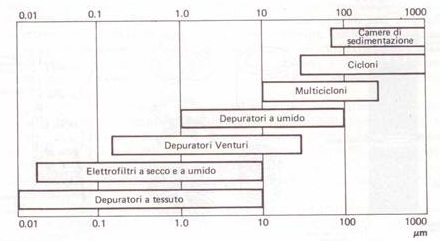 0.01 0.1 1.0 10 100 1000
Camere di
sedimentazione
Cicloni
Multicicloni
Depuratori a umido
Depuratori Venturi
Elettrofiltri a secco e a umido
Depuratori a tessuto
0.01 0.1 1.0 10 100 1000
µm